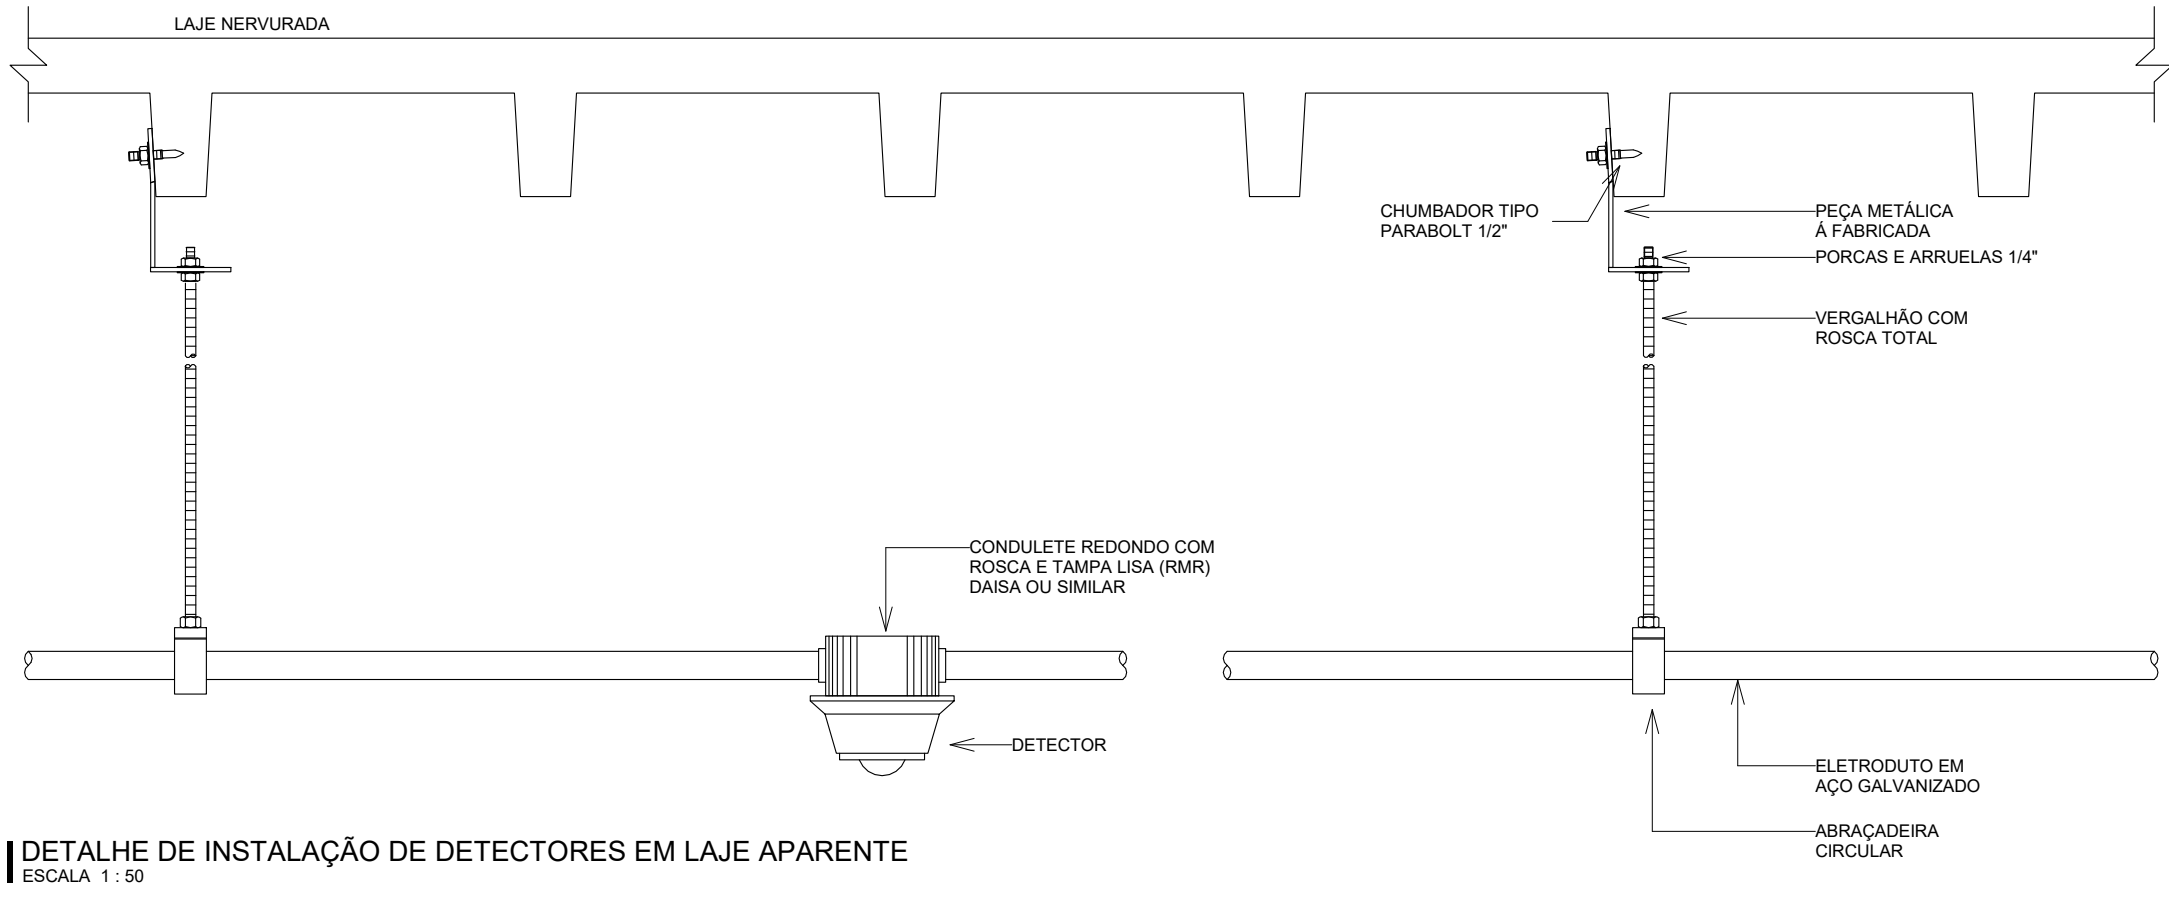 LAJE NERVURADA
CHUMBADOR TIPO
PARABOLT 1/2"
PEÇA METÁLICA
Á FABRICADA
PORCAS E ARRUELAS 1/4"
VERGALHÃO COM
ROSCA TOTAL
CONDULETE REDONDO COM
ROSCA E TAMPA LISA (RMR)
DAISA OU SIMILAR
DETECTOR
ELETRODUTO EM
AÇO GALVANIZADO
ABRAÇADEIRA
CIRCULAR
DETALHE DE INSTALAÇÃO DE DETECTORES EM LAJE APARENTE
ESCALA 1 : 50